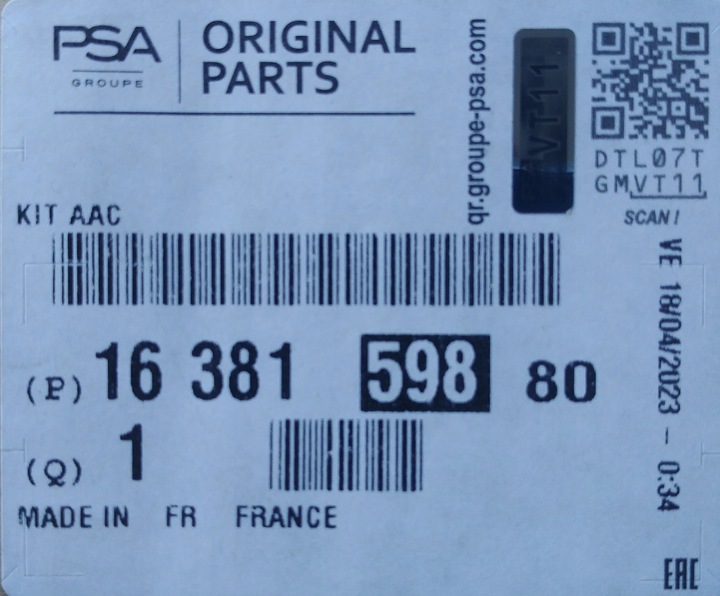 PSA
GROUPE
ORIGINAL
PARTS
qr.groupe-psa.com
VT11
DTL07T
GMVT11
SCAN!
KIT AAC
VE 18/04/2023 - 0:34
(P) 16 381 598 80
(Q) 1
MADE IN FR FRANCE
EAC